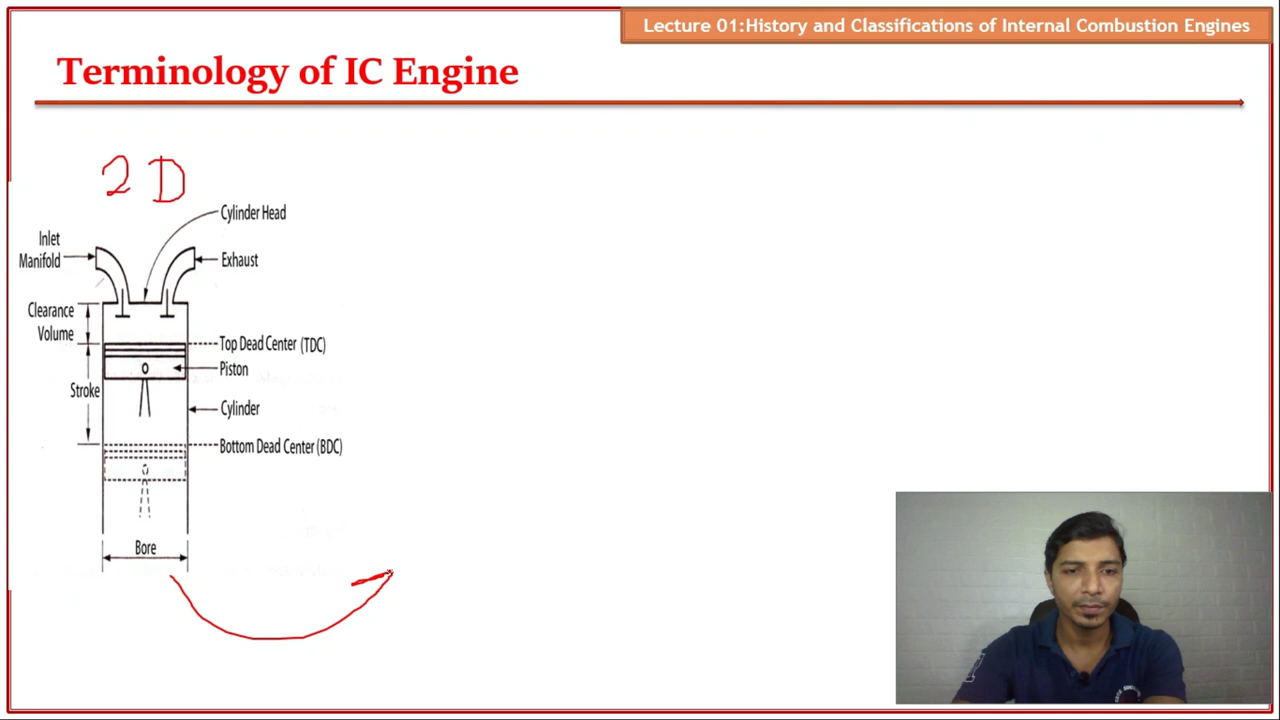 Lecture 01:History and Classifications of Internal Combustion Engines
Terminology of IC Engine
2D
Cylinder Head
Inlet
Manifold
Exhaust
Clearance
Volume
Top Dead Center (TDC)
Piston
Stroke
Cylinder
Bottom Dead Center (BDC)
Bore